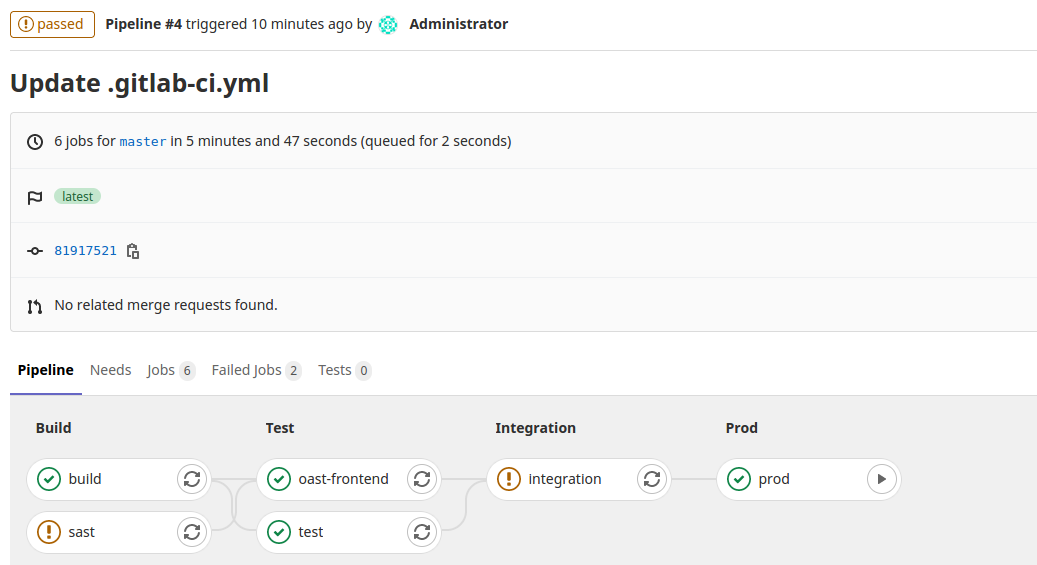 passed Pipeline #4 triggered 10 minutes ago by Administrator
Update .gitlab-ci.yml
6 jobs for master in 5 minutes and 47 seconds (queued for 2 seconds)
latest
81917521
No related merge requests found.
Pipeline Needs Jobs 6 Failed Jobs 2 Tests 0
Build Test Integration Prod
build oast-frontend integration prod
sast test